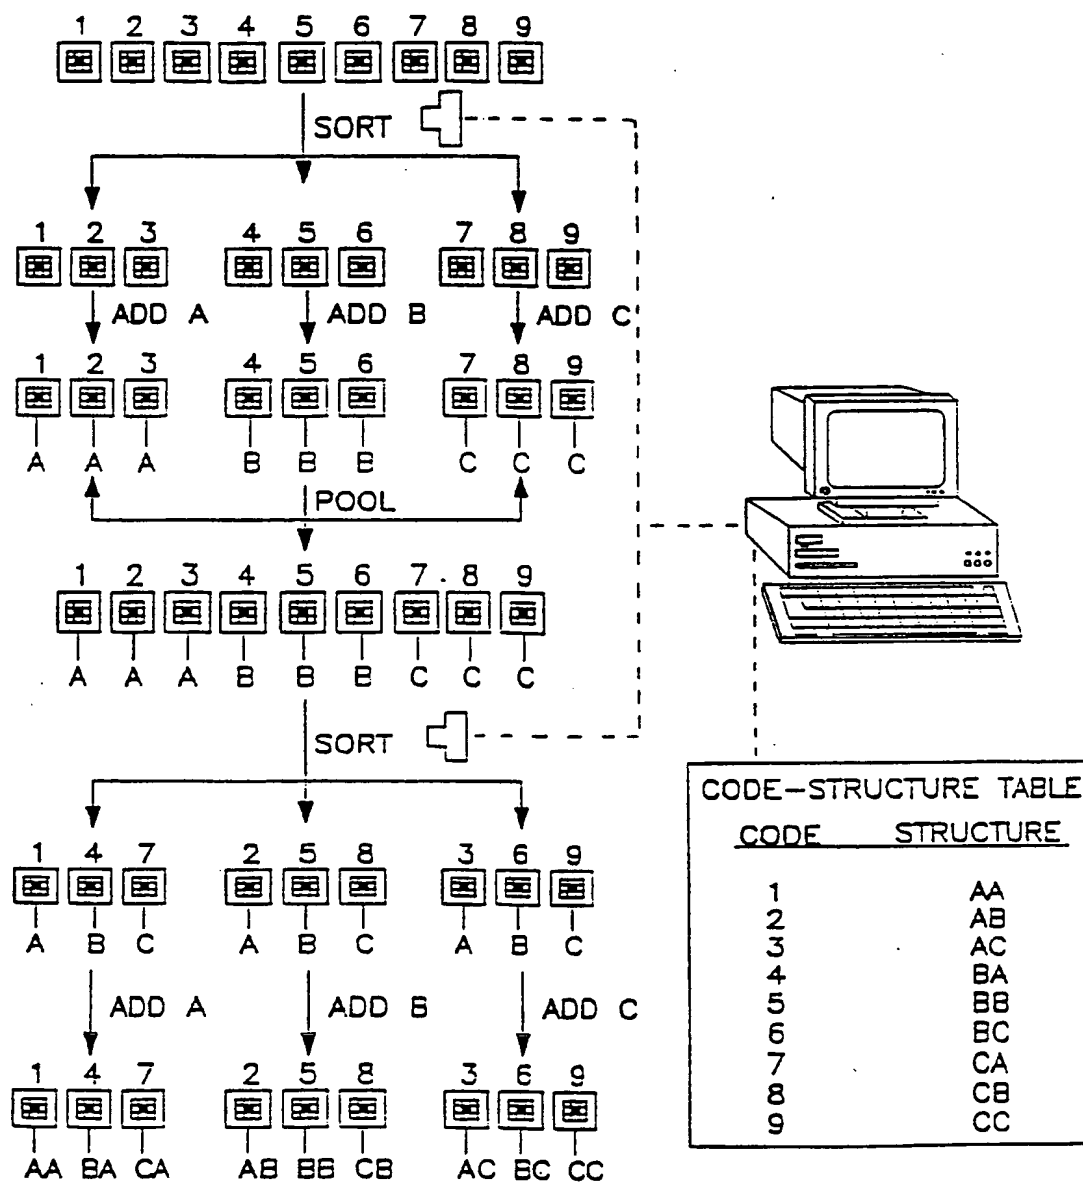 1 2 3 4 5 6 7 8 9
SORT
1 2 3 4 5 6 7 8 9
ADD A ADD B ADD C
1 2 3 4 5 6 7 8 9
A A A B B B C C C
POOL
1 2 3 4 5 6 7 8 9
A A A B B B C C C
SORT
1 4 7 2 5 8 3 6 9
A B C A B C A B C
ADD A ADD B ADD C
1 4 7 2 5 8 3 6 9
AA BA CA AB BB CB AC BC CC
CODE-STRUCTURE TABLE
CODE STRUCTURE
1 AA
2 AB
3 AC
4 BA
5 BB
6 BC
7 CA
8 CB
9 CC